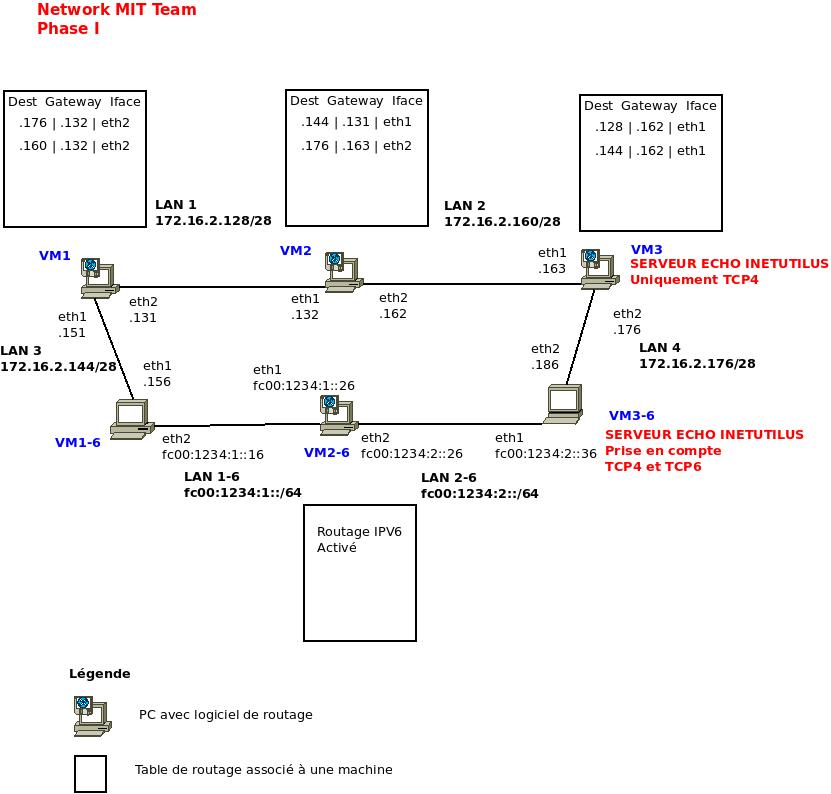 Network MIT Team
Phase I
Dest Gateway Iface
.176 | .132 | eth2
.160 | .132 | eth2
Dest Gateway Iface
.144 | .131 | eth1
.176 | .163 | eth2
Dest Gateway Iface
.128 | .162 | eth1
.144 | .162 | eth1
LAN 1
172.16.2.128/28
LAN 2
172.16.2.160/28
VM1
VM2
VM3
SERVEUR ECHO INETUTILUS
Uniquement TCP4
eth1
.163
eth2
.131
eth1
.132
eth2
.162
eth1
.151
eth2
.176
LAN 3
172.16.2.144/28
LAN 4
172.16.2.176/28
eth1
.156
eth2
.186
eth1
fc00:1234:1::26
VM1-6
eth2
fc00:1234:1::16
VM2-6
eth2
fc00:1234:2::26
eth1
fc00:1234:2::36
VM3-6
SERVEUR ECHO INETUTILUS
Prise en compte
TCP4 et TCP6
LAN 1-6
fc00:1234:1::/64
LAN 2-6
fc00:1234:2::/64
Routage IPV6
Activé
Légende
PC avec logiciel de routage
Table de routage associé à une machine